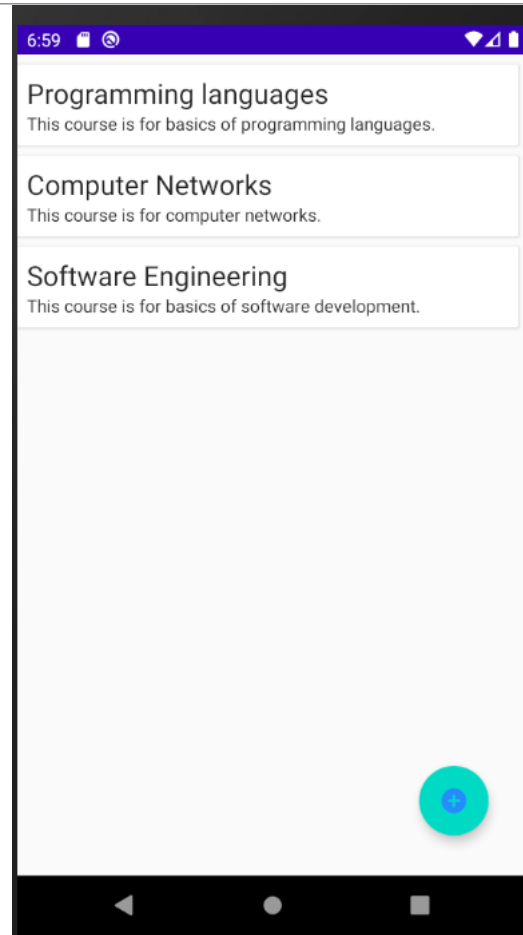 6:59
Programming languages
This course is for basics of programming languages.
Computer Networks
This course is for computer networks.
Software Engineering
This course is for basics of software development.